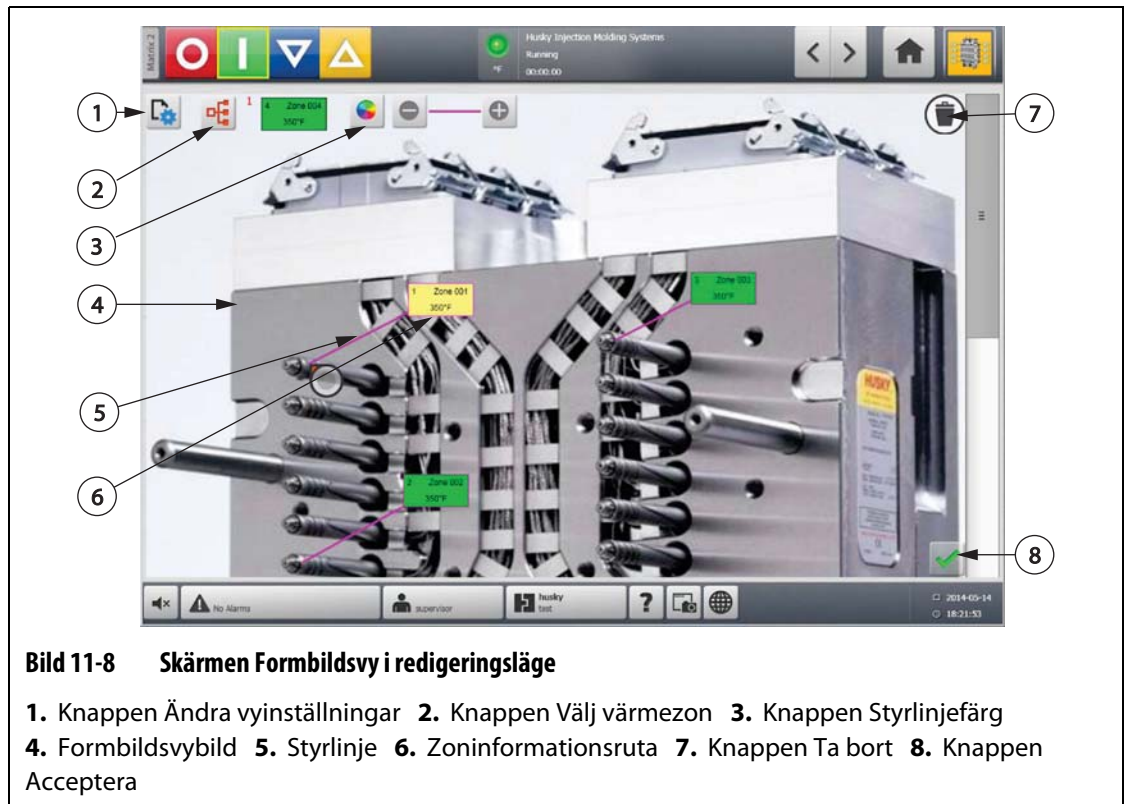 Matrix 2
Husky Injection Molding Systems
Running
°F 00:00:00
1
4 Zone 004
350°F
1
2
3
4
5
6
7
8
1 Zone 001
350°F
3 Zone 003
350°F
2 Zone 002
350°F
HUSKY
No Alarms
supervisor
husky
test
?
2014-05-14
18:21:53
Bild 11-8 Skärmen Formbildsvy i redigeringsläge
1. Knappen Ändra vyinställningar 2. Knappen Välj värmezon 3. Knappen Styrlinjefärg
4. Formbildsvybild 5. Styrlinje 6. Zoninformationsruta 7. Knappen Ta bort 8. Knappen
Acceptera